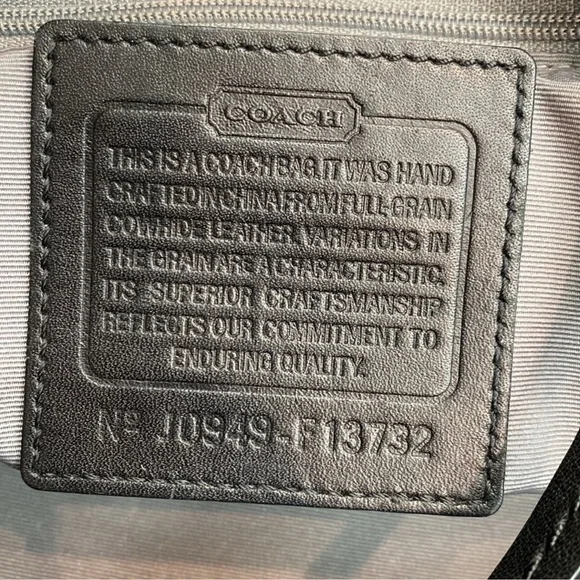 COACH
THIS IS A COACH BAG. IT WAS HAND
CRAFTED IN CHINA FROM FULL-GRAIN
COWHIDE LEATHER. VARIATIONS IN
THE GRAIN ARE A CHARACTERISTIC.
ITS SUPERIOR CRAFTSMANSHIP
REFLECTS OUR COMMITMENT TO
ENDURING QUALITY.
No J0949-F13732